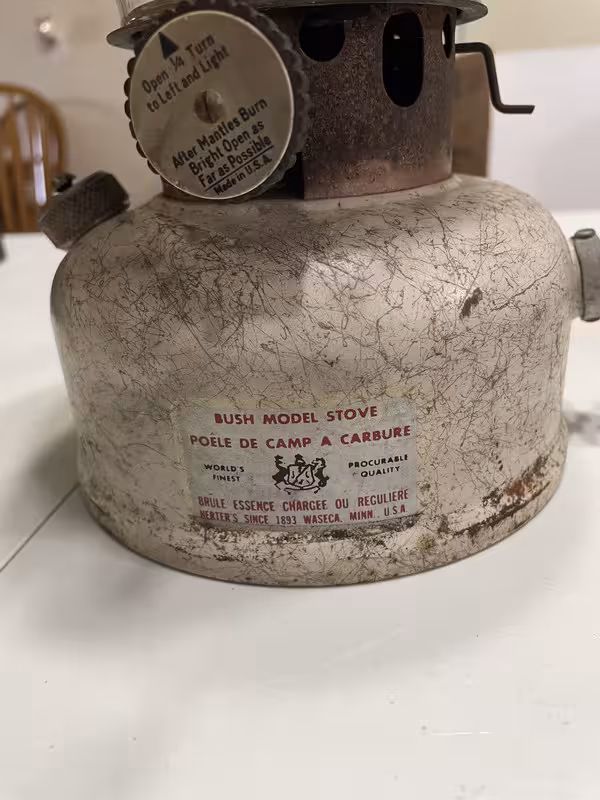 Open ¼ Turn
to Left and Light
After Mantles Burn
Bright Open as
Far as Possible
Made in U.S.A.
BUSH MODEL STOVE
POÈLE DE CAMP A CARBURE
WORLD'S
FINEST
PROCURABLE
QUALITY
BRULE ESSENCE CHARGEE OU REGULIERE
HERTER'S SINCE 1893 WASECA, MINN., U.S.A.